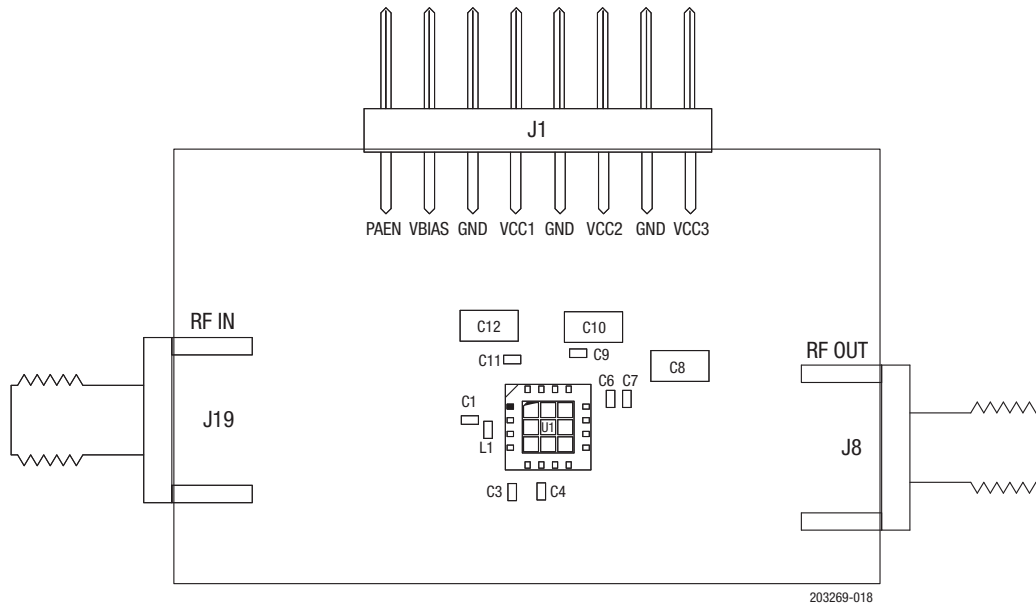 J1
PAEN VBIAS GND VCC1 GND VCC2 GND VCC3
RF IN
C12
C10
C11
C9
C8
RF OUT
C6 C7
C1
J19
U1
L1
J8
C3
C4
203269-018